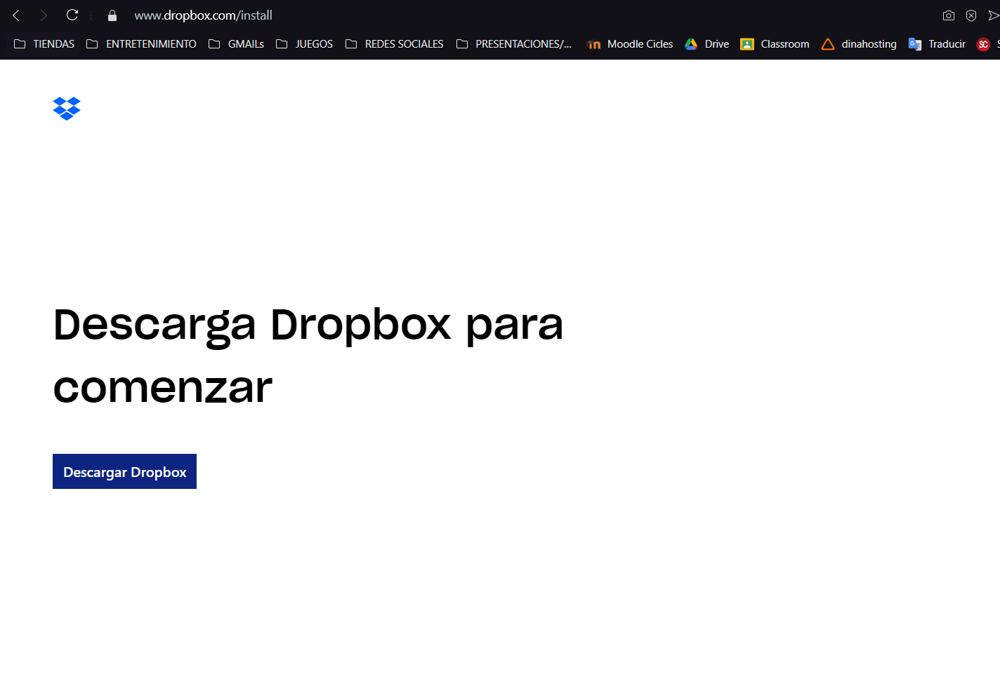 www.dropbox.com/install
TIENDAS ENTRETENIMIENTO GMAILs JUEGOS REDES SOCIALES PRESENTACIONES/... Moodle Cicles Drive Classroom dinahosting Traducir SC
Descarga Dropbox para
comenzar
Descargar Dropbox